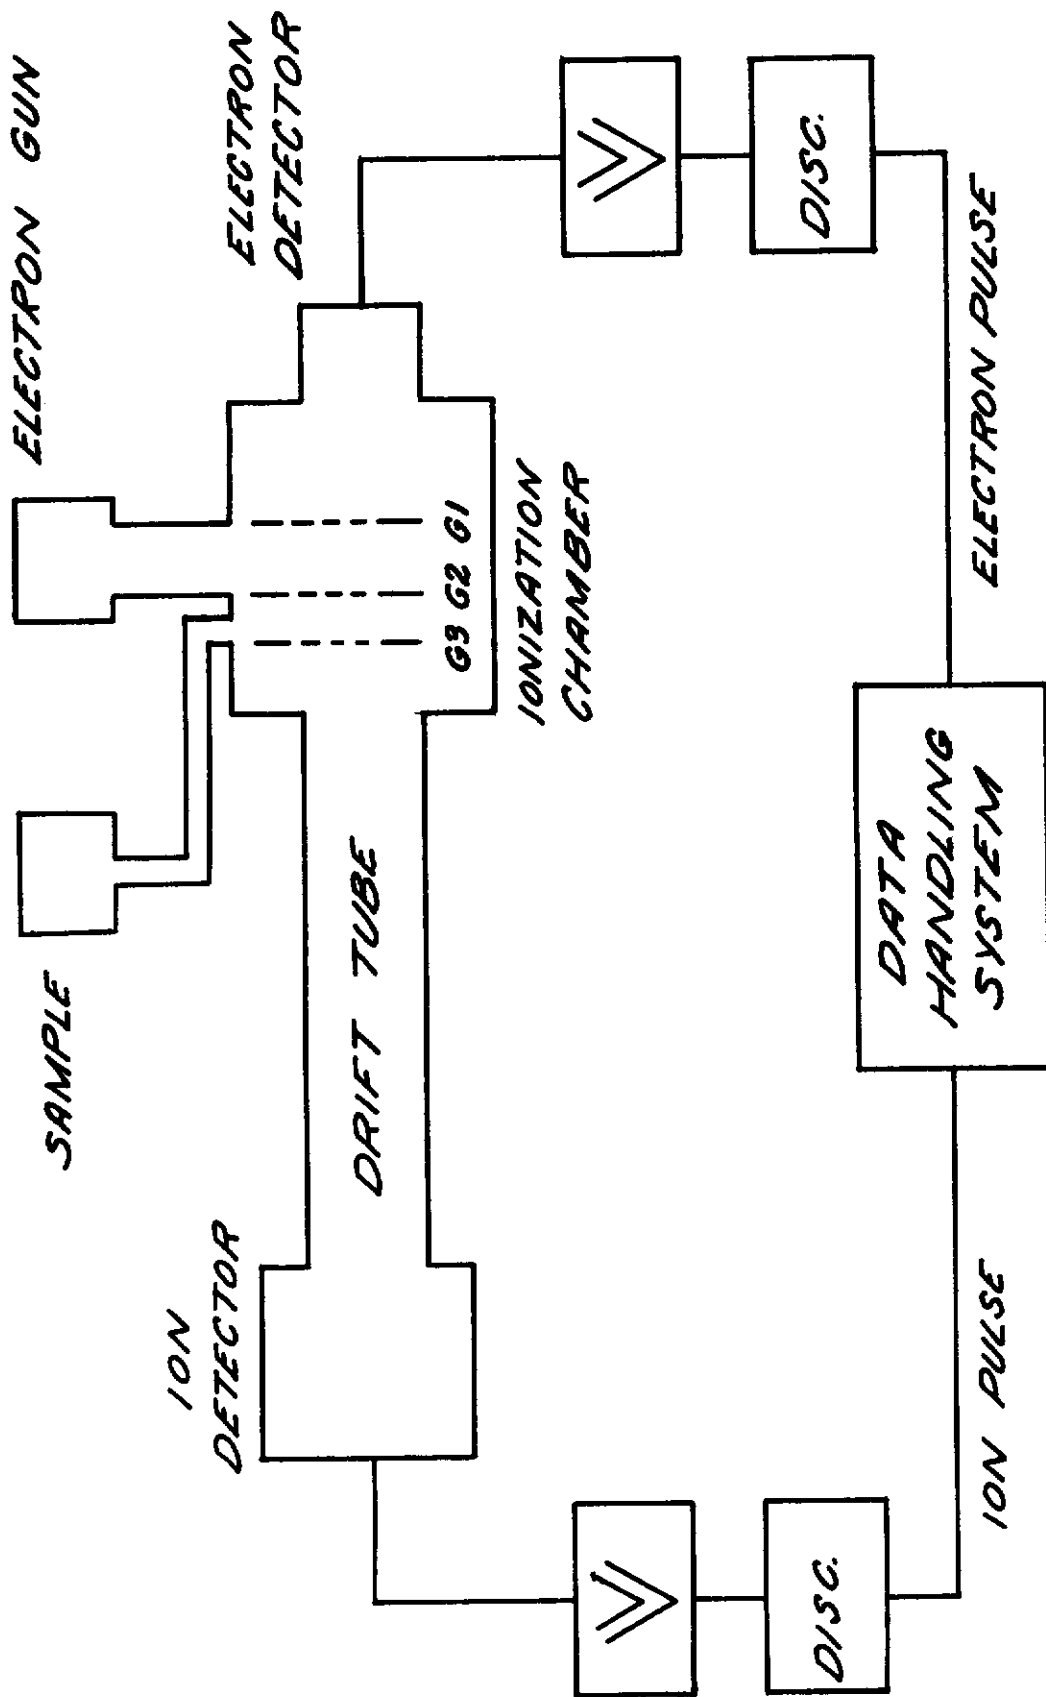 ELECTRON GUN
SAMPLE
ELECTRON
DETECTOR
ION
DETECTOR
DRIFT TUBE
G3 G2 G1
IONIZATION
CHAMBER
DISC.
DISC.
DATA
HANDLING
SYSTEM
ION PULSE
ELECTRON PULSE